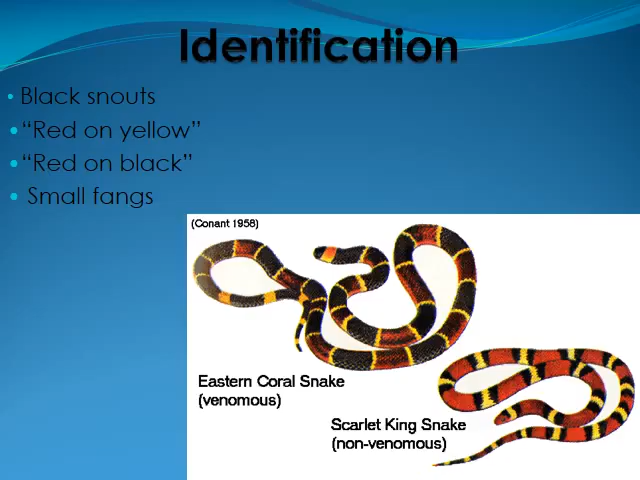 Identification
• Black snouts
• “Red on yellow”
• “Red on black”
• Small fangs
(Conant 1958)
Eastern Coral Snake
(venomous)
Scarlet King Snake
(non-venomous)